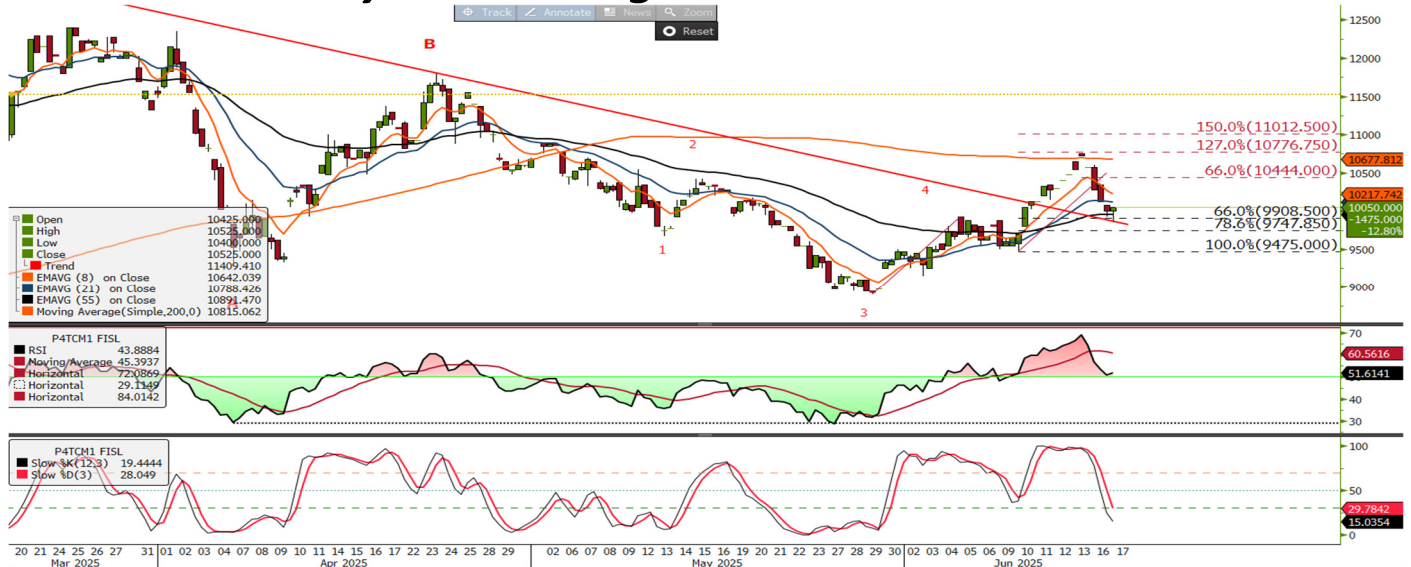 Track Annotate News Zoom
Reset
12500
12000
11500
11000
10500
9500
9000
B
2
4
1
3
150.0%(11012.500)
127.0%(10776.750)
66.0%(10444.000)
66.0%(9908.500)
78.6%(9747.850)
100.0%(9475.000)
10677.812
10217.742
10050.000
-1475.000
-12.80%
Open 10425.000
High 10525.000
Low 10400.000
Close 10525.000
Trend 11409.410
EMAVG (8) on Close 10642.039
EMAVG (21) on Close 10788.426
EMAVG (55) on Close 10891.470
Moving Average(Simple,200,0) 10815.062
P4TCM1 FISL
RSI 43.8884
Moving Average 45.3937
Horizontal 72.0869
Horizontal 29.1149
Horizontal 84.0142
70
60.5616
51.6141
40
30
P4TCM1 FISL
Slow %K(12,3) 19.4444
Slow %D(3) 28.049
100
50
29.7842
15.0354
0
20 21 24 25 26 27 31 01 02 03 04 07 08 09 10 11 14 15 16 17 21 22 23 24 25 28 29 02 06 07 08 09 12 13 14 15 16 19 20 21 22 23 27 28 29 30 02 03 04 05 06 09 10 11 12 13 16 17
Mar 2025 Apr 2025 May 2025 Jun 2025